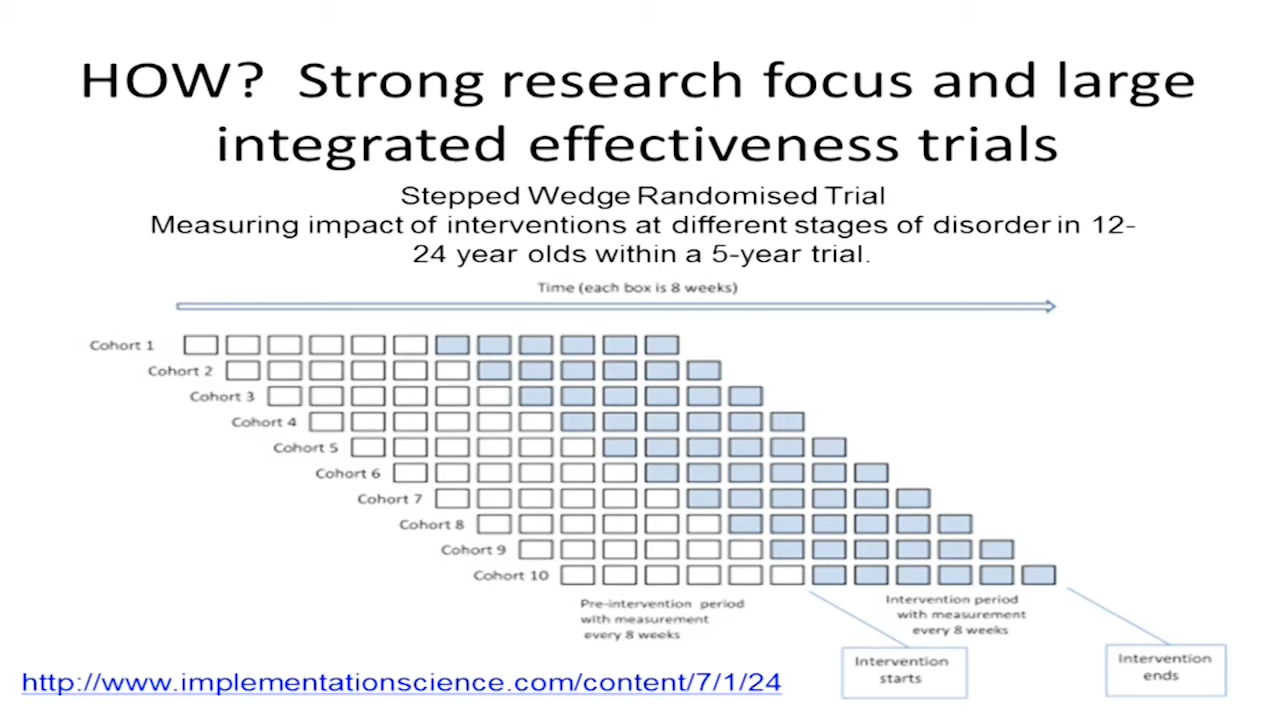 HOW?  Strong research focus and large
integrated effectiveness trials
Stepped Wedge Randomised Trial
Measuring impact of interventions at different stages of disorder in 12-
24 year olds within a 5-year trial.
Time (each box is 8 weeks)
Cohort 1
Cohort 2
Cohort 3
Cohort 4
Cohort 5
Cohort 6
Cohort 7
Cohort 8
Cohort 9
Cohort 10
Pre-intervention period
with measurement
every 8 weeks
Intervention period
with measurement
every 8 weeks
Intervention
starts
Intervention
ends
http://www.implementationscience.com/content/7/1/24